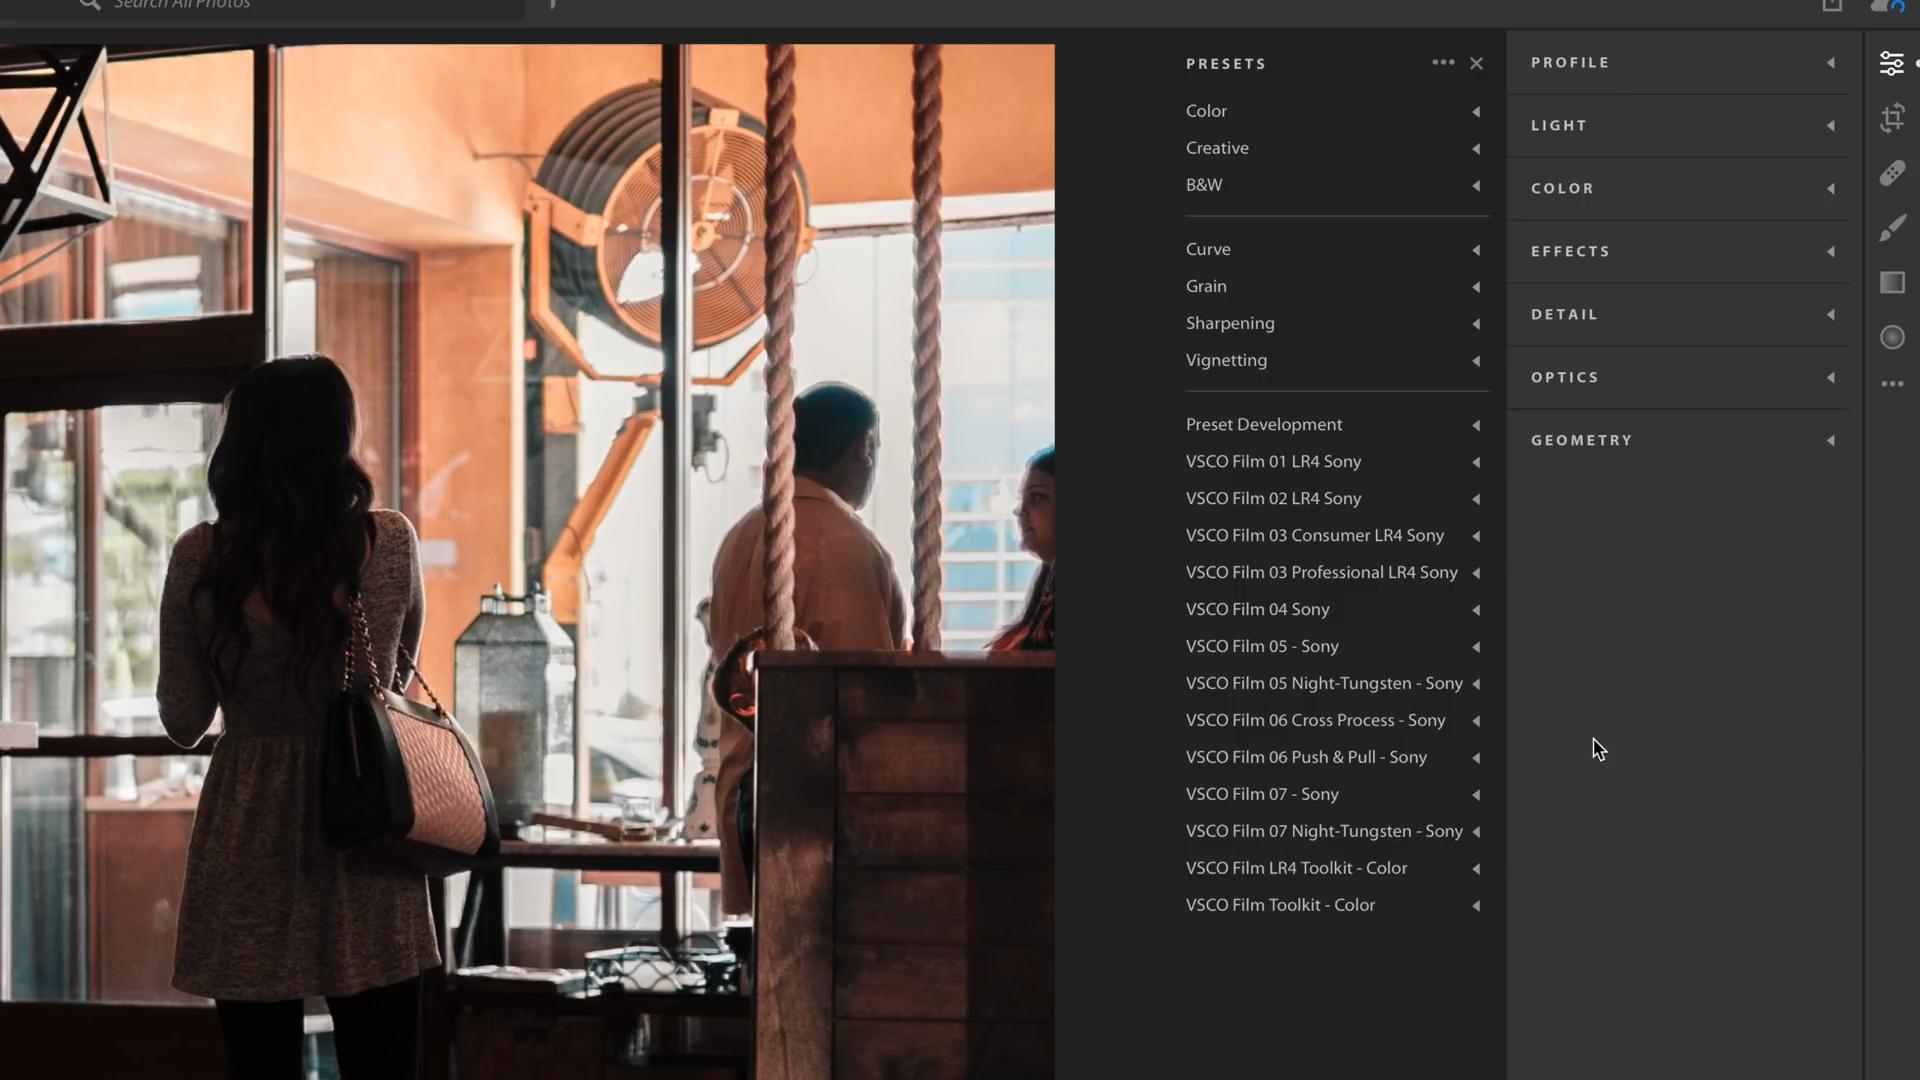 Search All Photos
PRESETS
Color
Creative
B&W
Curve
Grain
Sharpening
Vignetting
Preset Development
VSCO Film 01 LR4 Sony
VSCO Film 02 LR4 Sony
VSCO Film 03 Consumer LR4 Sony
VSCO Film 03 Professional LR4 Sony
VSCO Film 04 Sony
VSCO Film 05 - Sony
VSCO Film 05 Night-Tungsten - Sony
VSCO Film 06 Cross Process - Sony
VSCO Film 06 Push & Pull - Sony
VSCO Film 07 - Sony
VSCO Film 07 Night-Tungsten - Sony
VSCO Film LR4 Toolkit - Color
VSCO Film Toolkit - Color
PROFILE
LIGHT
COLOR
EFFECTS
DETAIL
OPTICS
GEOMETRY